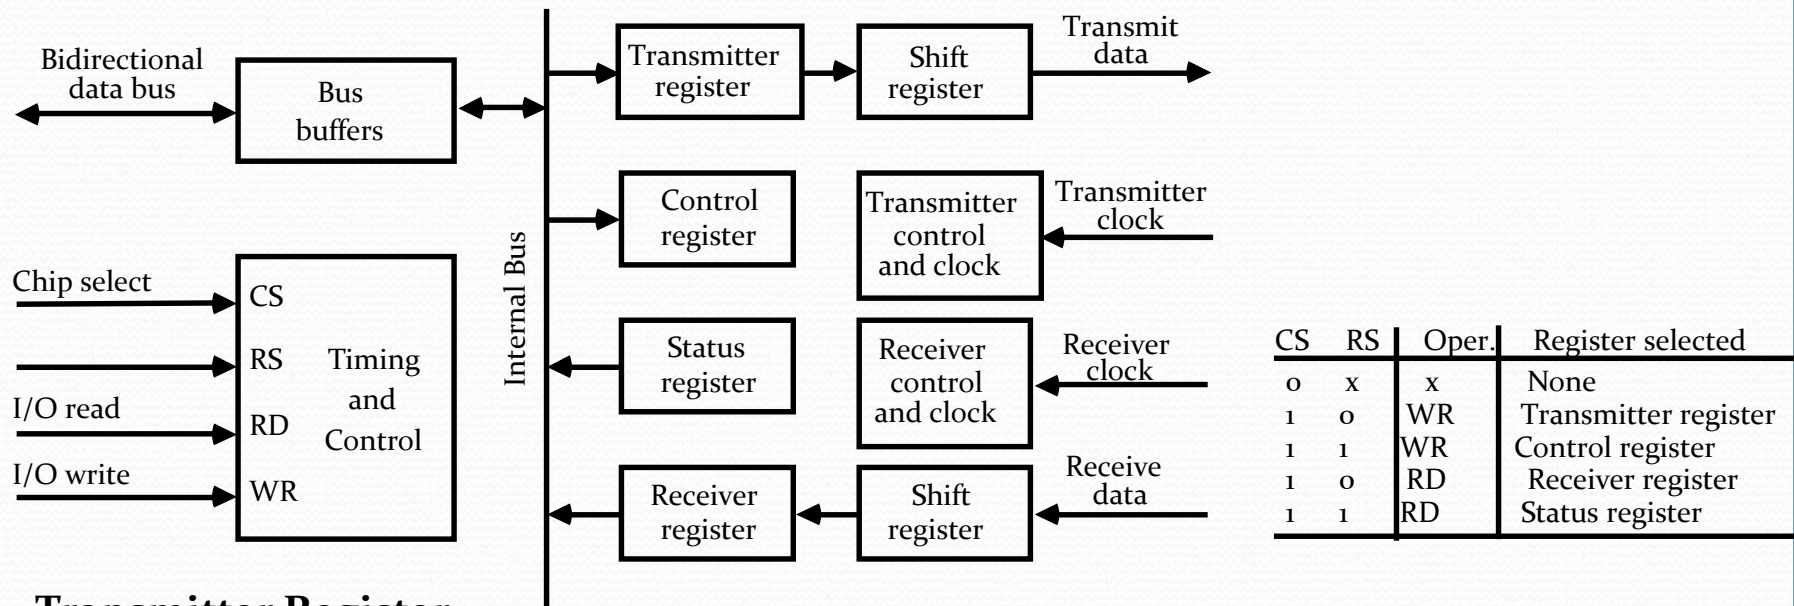 Bidirectional
data bus
Bus
buffers
Chip select
CS
RS
I/O read
RD
I/O write
WR
Timing
and
Control
Internal Bus
Transmitter
register
Shift
register
Transmit
data
Control
register
Transmitter
control
and clock
Transmitter
clock
Status
register
Receiver
control
and clock
Receiver
clock
Receiver
register
Shift
register
Receive
data
CS RS Oper. Register selected
0 x x None
1 0 WR Transmitter register
1 1 WR Control register
1 0 RD Receiver register
1 1 RD Status register
Transmitter Register